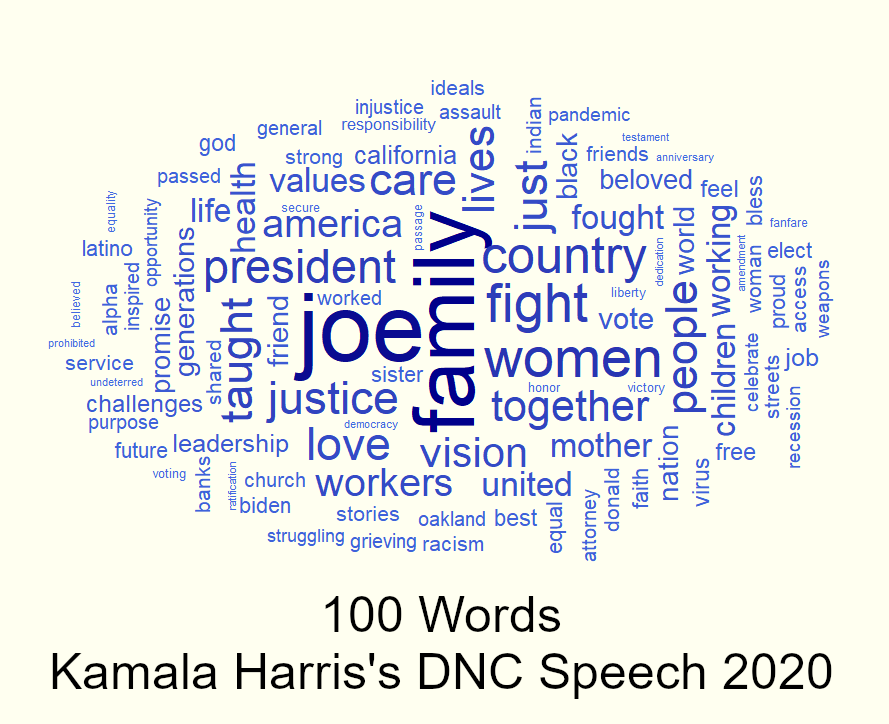 ideals
injustice
assault
indian
pandemic
general
responsibility
testament
god
strong
california
lives
just
black
friends
anniversary
passed
health
values
care
beloved
feel
bless
equality
opportunity
life
secure
passage
fought
world
working
fanfare
latino
generations
america
family
country
dedication
amendment
woman
elect
believed
alpha
inspired
president
people
proud
access
weapons
promise
taught
friend
worked
joe
fight
liberty
vote
children
celebrate
streets
prohibited
service
undeterred
shared
sister
women
job
challenges
justice
honor
victory
together
purpose
democracy
recession
future
leadership
love
vision
mother
nation
free
voting
banks
ratification
church
workers
united
donald
faith
virus
biden
stories
oakland
best
equal
attorney
struggling
grieving
racism
100 Words
Kamala Harris's DNC Speech 2020